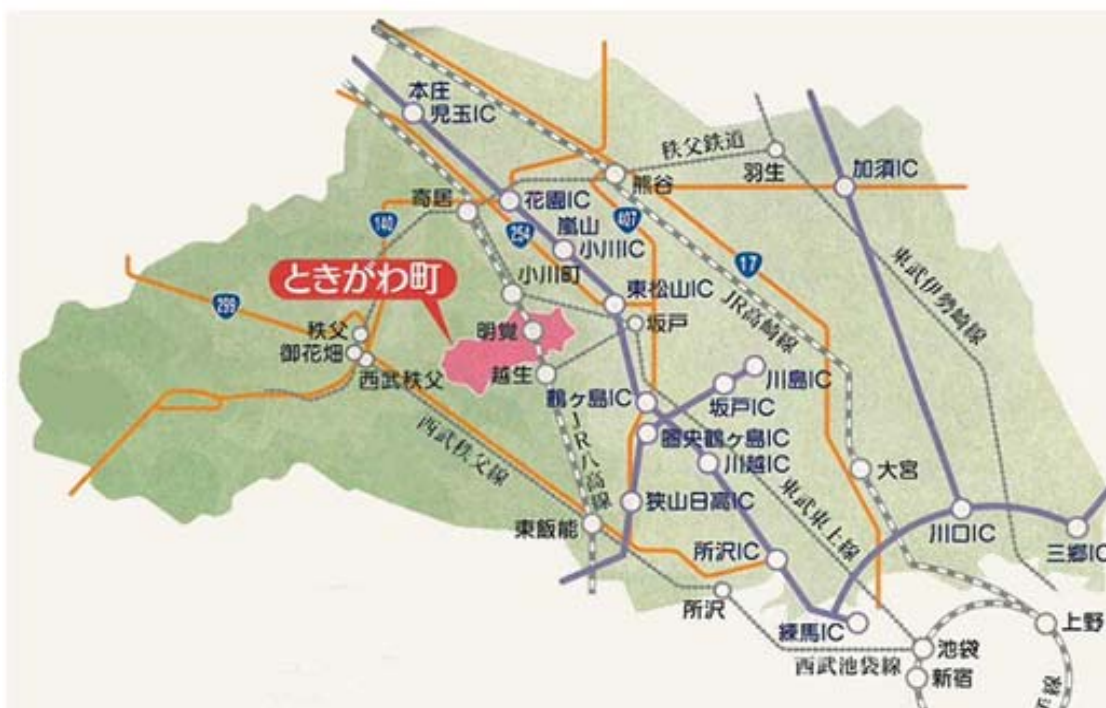 本庄
児玉IC
秩父鉄道
羽生
加須IC
熊谷
寄居
花園IC
140
254
407
嵐山
小川IC
17
東武伊勢崎線
ときがわ町
小川町
東松山IC
JR高崎線
299
秩父
明覚
坂戸
御花畑
西武秩父
越生
川島IC
鶴ヶ島IC
坂戸IC
圏央鶴ヶ島IC
西武秩父線
JR八高線
川越IC
大宮
東武東上線
狭山日高IC
東飯能
川口IC
所沢IC
三郷IC
所沢
練馬IC
上野
池袋
西武池袋線
新宿
線